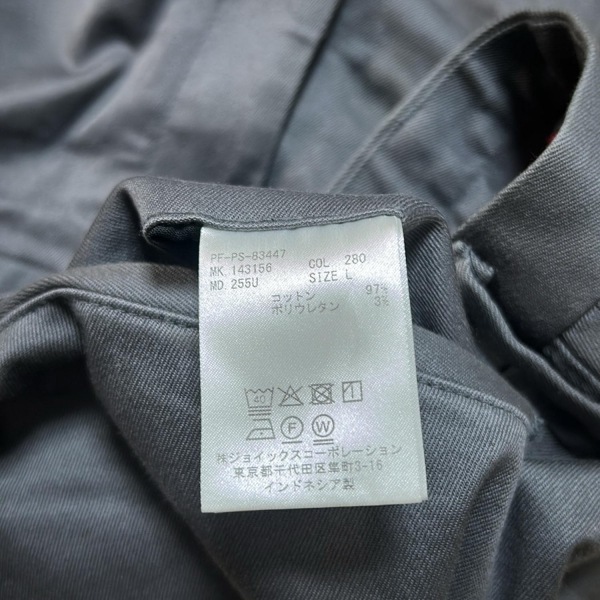 PF-PS-83447
MK.143156 COL 280
MD.255U SIZE L
コットン 97%
ポリウレタン 3%
40
F W
㈱ジョイックスコーポレーション
東京都千代田区隼町3-16
インドネシア製